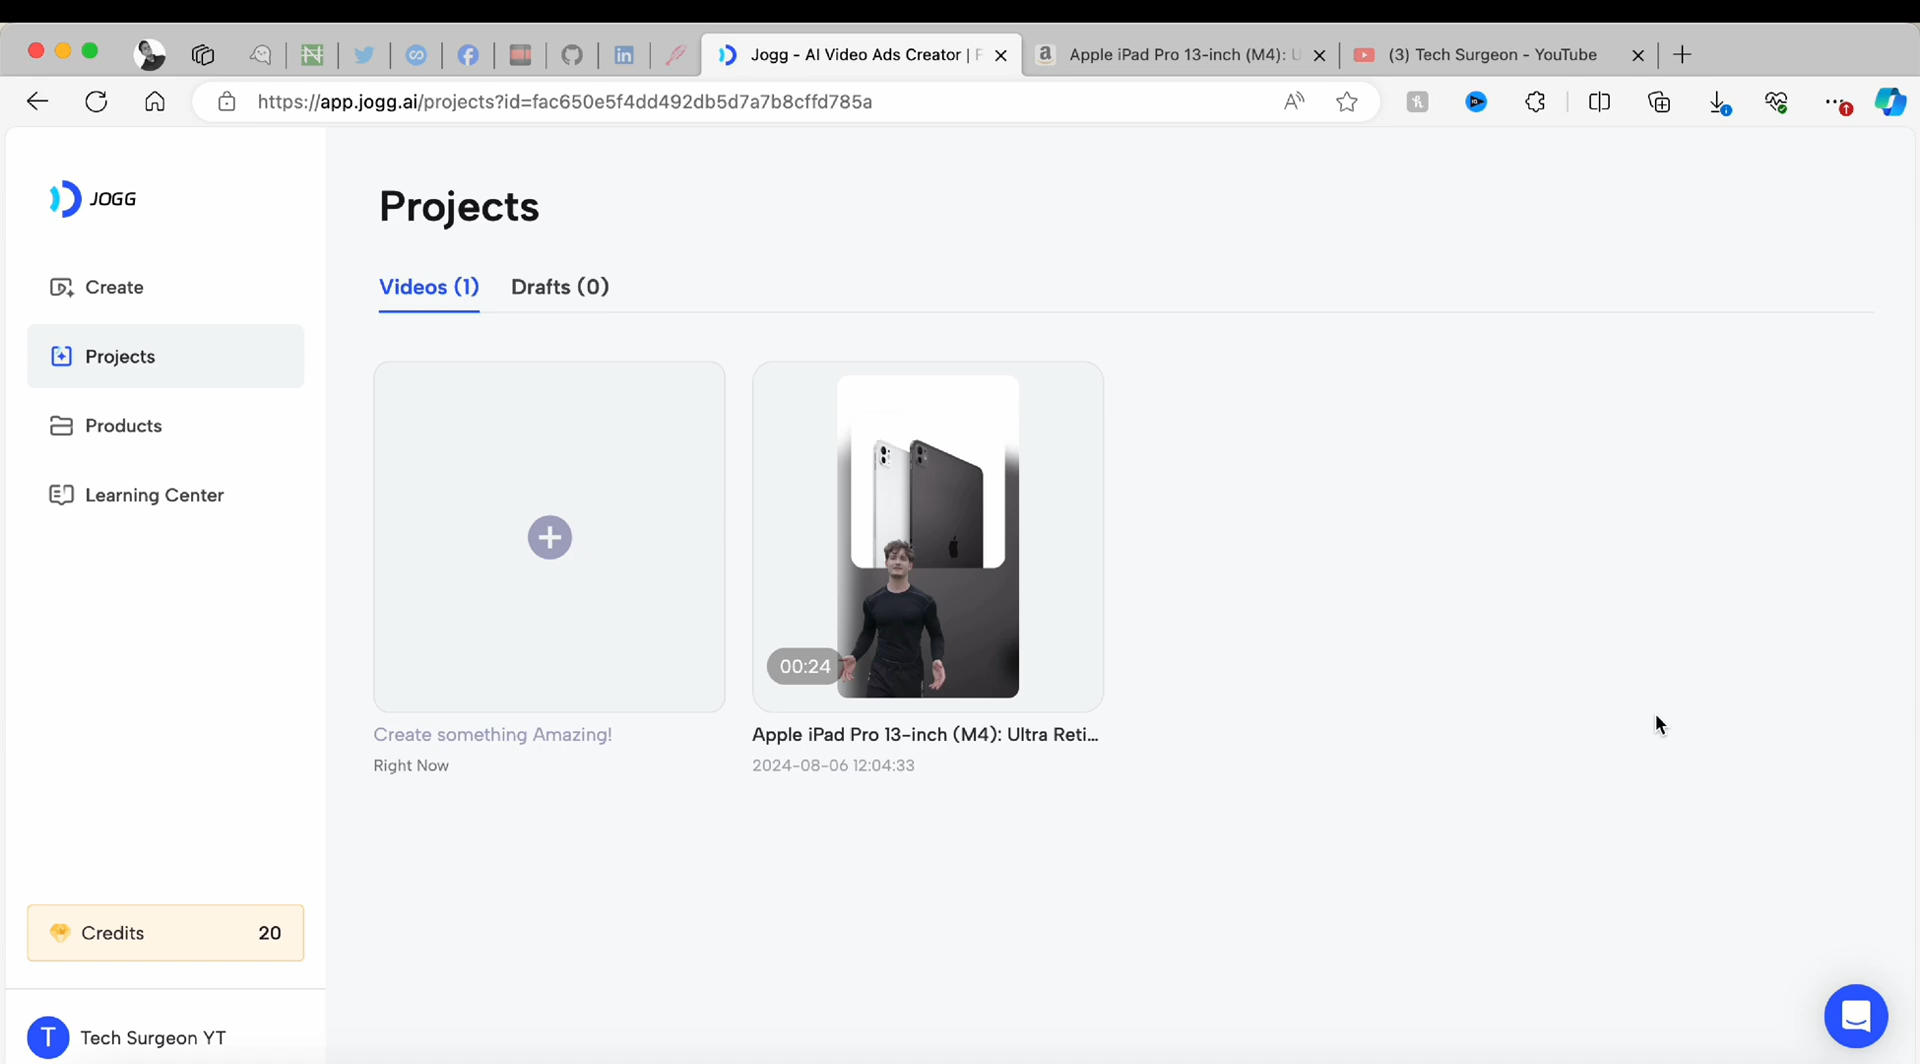 Jogg - AI Video Ads Creator |
Apple iPad Pro 13-inch (M4):
(3) Tech Surgeon - YouTube
https://app.jogg.ai/projects?id=fac650e5f4dd492db5d7a7b8cffd785a
JOGG
Create
Projects
Products
Learning Center
Credits 20
T Tech Surgeon YT
Projects
Videos (1) Drafts (0)
00:24
Create something Amazing!
Right Now
Apple iPad Pro 13-inch (M4): Ultra Reti...
2024-08-06 12:04:33